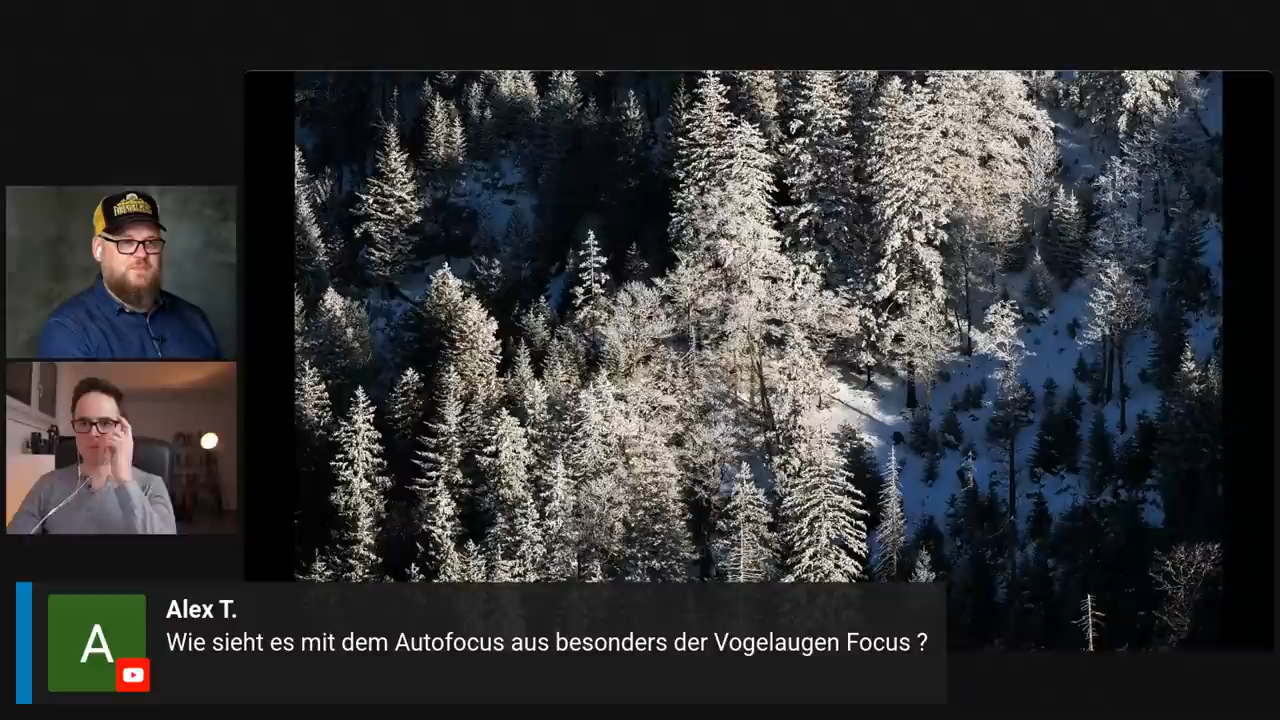 Alex T.
Wie sieht es mit dem Autofocus aus besonders der Vogelaugen Focus ?
A